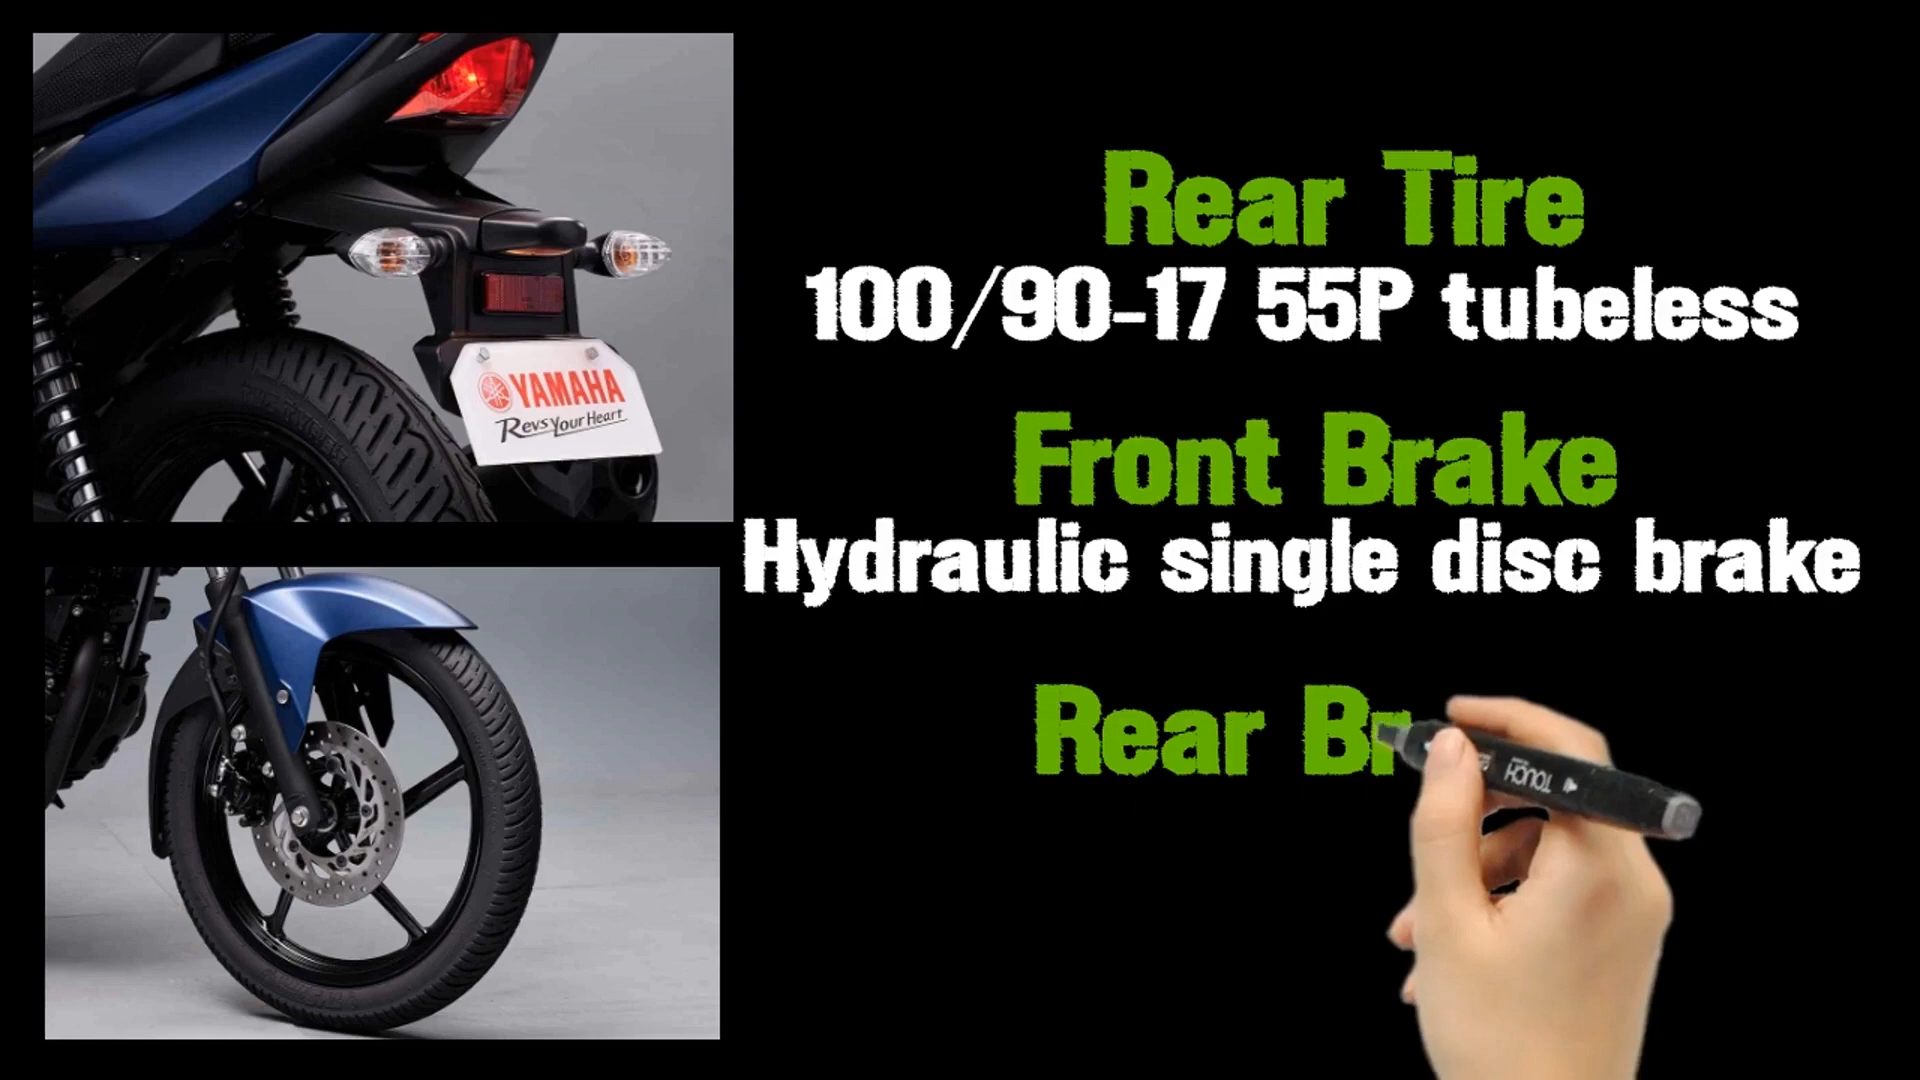 YAMAHA
Revs Your Heart
Rear Tire
100/90-17 55P tubeless
Front Brake
Hydraulic single disc brake
Rear Br
TOUCH